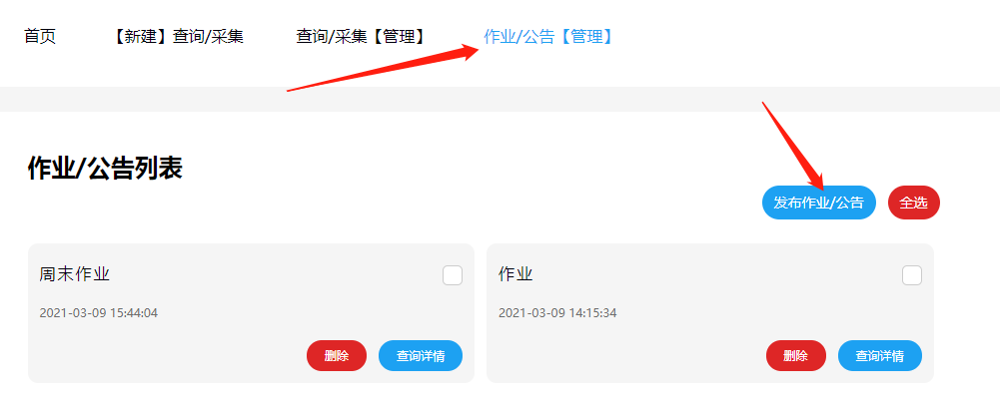 首页 【新建】查询/采集 查询/采集【管理】 作业/公告【管理】
作业/公告列表
发布作业/公告 全选
周末作业
2021-03-09 15:44:04
删除 查询详情
作业
2021-03-09 14:15:34
删除 查询详情